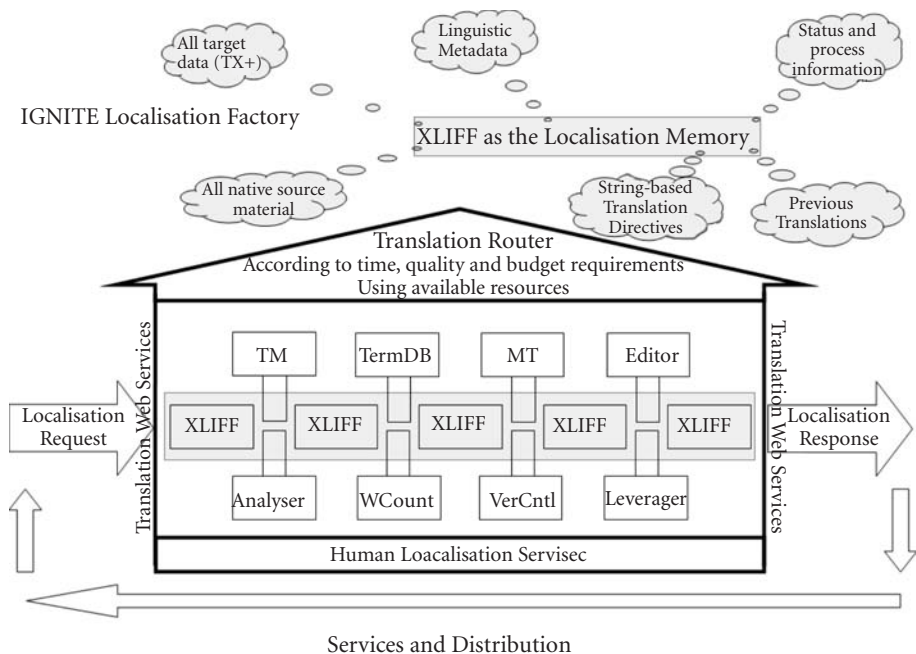 All target
data (TX+)
Linguistic
Metadata
Status and
process
information
IGNITE Localisation Factory
XLIFF as the Localisation Memory
All native source
material
String-based
Translation
Directives
Previous
Translations
Translation Router
According to time, quality and budget requirements
Using available resources
Translation Web Services
TM
TermDB
MT
Editor
Localisation
Request
XLIFF
XLIFF
XLIFF
XLIFF
XLIFF
Localisation
Response
Analyser
WCount
VerCntl
Leverager
Translation Web Services
Human Loacalisation Servisec
Services and Distribution